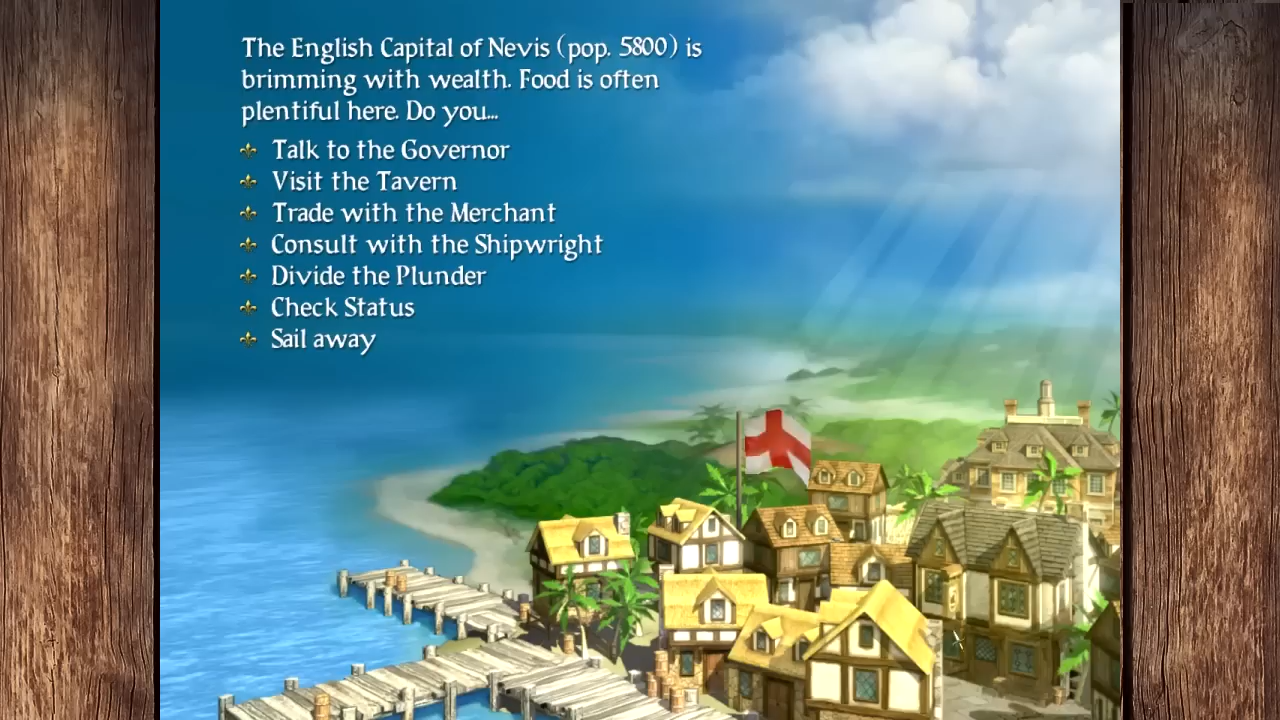 The English Capital of Nevis (pop. 5800) is
brimming with wealth. Food is often
plentiful here. Do you...
Talk to the Governor
Visit the Tavern
Trade with the Merchant
Consult with the Shipwright
Divide the Plunder
Check Status
Sail away